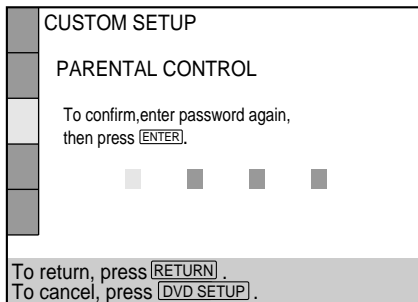 CUSTOM SETUP
PARENTAL CONTROL
To confirm,enter password again,
then press ENTER.
To return, press RETURN .
To cancel, press DVD SETUP .